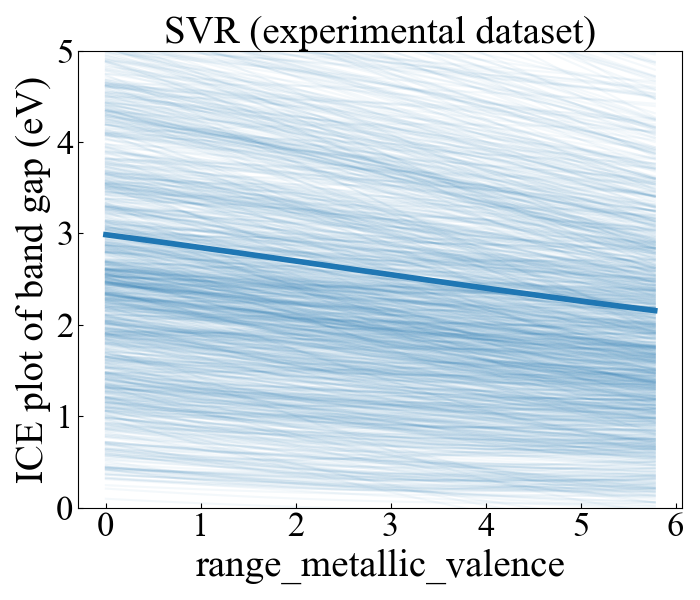 SVR (experimental dataset)
ICE plot of band gap (eV)
5
4
3
2
1
0
0 1 2 3 4 5 6
range_metallic_valence